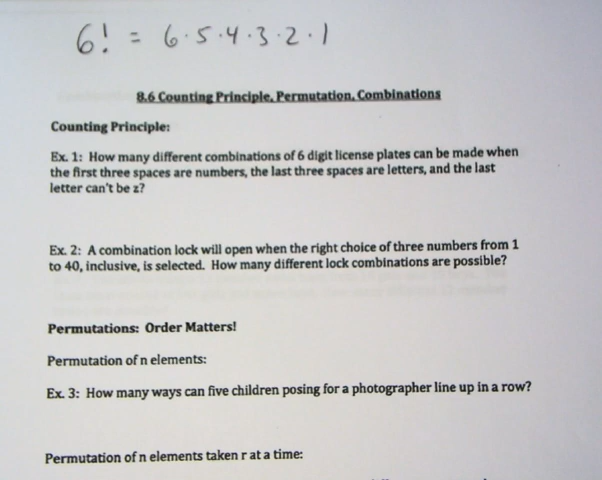 6! = 6·5·4·3·2·1
8.6 Counting Principle, Permutation, Combinations
Counting Principle:
Ex. 1: How many different combinations of 6 digit license plates can be made when
the first three spaces are numbers, the last three spaces are letters, and the last
letter can't be z?
Ex. 2: A combination lock will open when the right choice of three numbers from 1
to 40, inclusive, is selected. How many different lock combinations are possible?
Permutations: Order Matters!
Permutation of n elements:
Ex. 3: How many ways can five children posing for a photographer line up in a row?
Permutation of n elements taken r at a time: